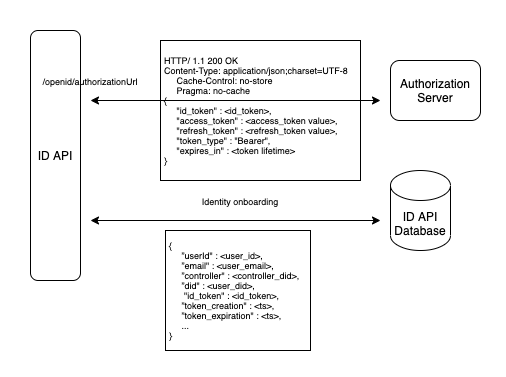 /openid/authorizationUrl
ID API
HTTP/ 1.1 200 OK
Content-Type: application/json;charset=UTF-8
Cache-Control: no-store
Pragma: no-cache
{
"id_token" : <id_token>,
"access_token" : <access_token value>,
"refresh_token" : <refresh_token value>,
"token_type" : "Bearer",
"expires_in" : <token lifetime>
}
Authorization
Server
Identity onboarding
ID API
Database
{
"userId" : <user_id>,
"email" : <user_email>,
"controller" : <controller_did>,
"did" : <user_did>,
"id_token" : <id_token>,
"token_creation" : <ts>,
"token_expiration" : <ts>,
...
}